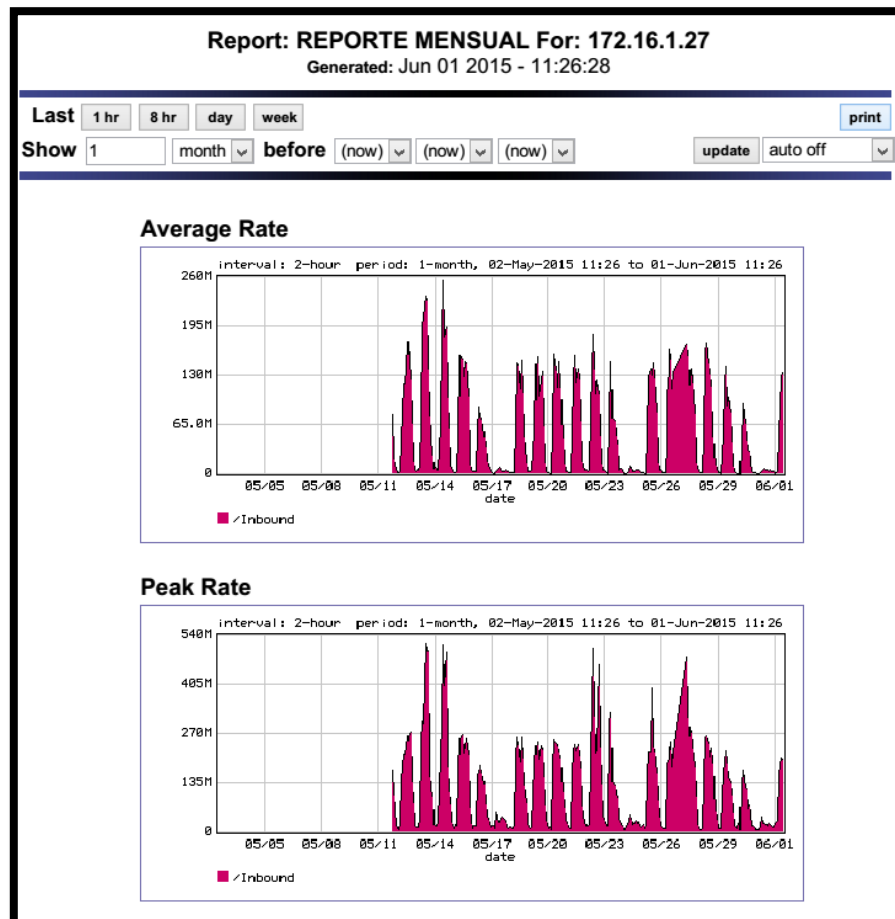 Report: REPORTE MENSUAL For: 172.16.1.27
Generated: Jun 01 2015 - 11:26:28
Last 1 hr 8 hr day week print
Show 1 month before (now) (now) (now) update auto off
Average Rate
interval: 2-hour period: 1-month, 02-May-2015 11:26 to 01-Jun-2015 11:26
260M
195M
130M
65.0M
0
05/05 05/08 05/11 05/14 05/17 05/20 05/23 05/26 05/29 06/01
date
/Inbound
Peak Rate
interval: 2-hour period: 1-month, 02-May-2015 11:26 to 01-Jun-2015 11:26
540M
405M
270M
135M
0
05/05 05/08 05/11 05/14 05/17 05/20 05/23 05/26 05/29 06/01
date
/Inbound